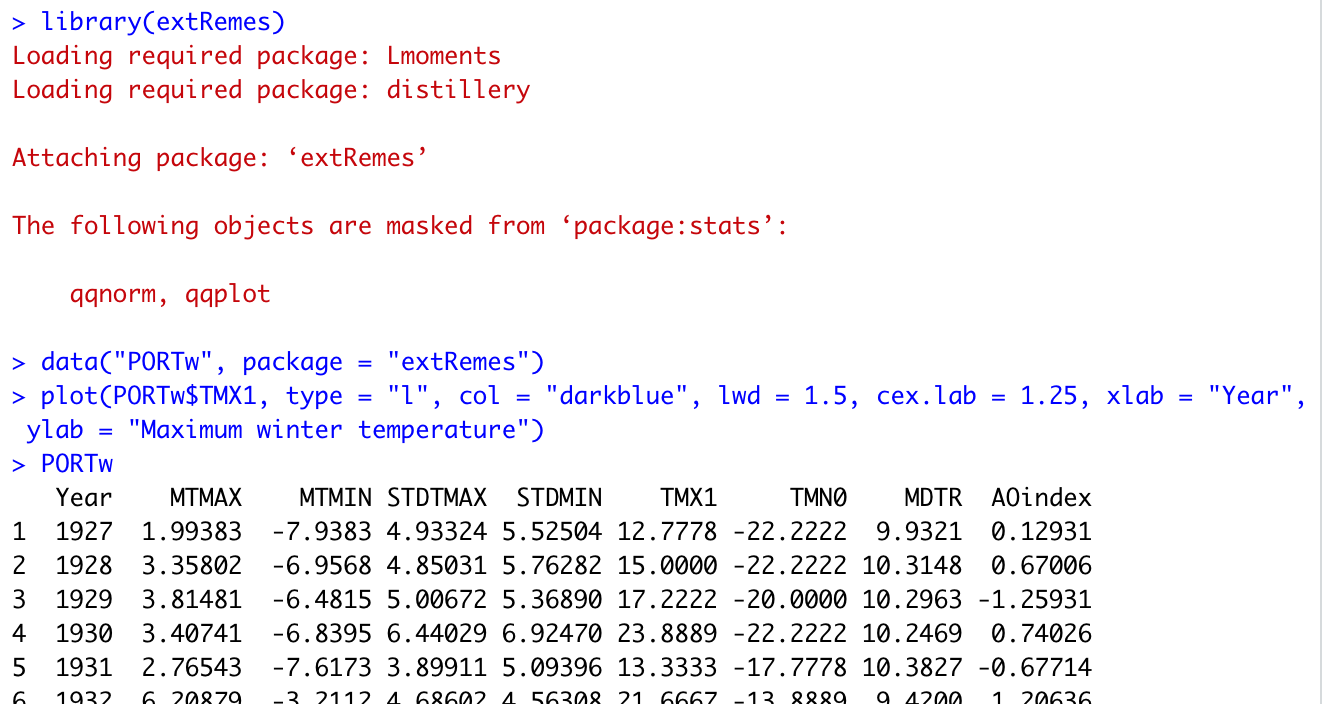 > library(extRemes)
Loading required package: Lmoments
Loading required package: distillery
Attaching package: ‘extRemes’
The following objects are masked from ‘package:stats’:
qqnorm, qqplot
> data("PORTw", package = "extRemes")
> plot(PORTw$TMX1, type = "l", col = "darkblue", lwd = 1.5, cex.lab = 1.25, xlab = "Year",
ylab = "Maximum winter temperature")
> PORTw
Year MTMAX MTMIN STDTMAX STDMIN TMX1 TMN0 MDTR AOindex
1 1927 1.99383 -7.9383 4.93324 5.52504 12.7778 -22.2222 9.9321 0.12931
2 1928 3.35802 -6.9568 4.85031 5.76282 15.0000 -22.2222 10.3148 0.67006
3 1929 3.81481 -6.4815 5.00672 5.36890 17.2222 -20.0000 10.2963 -1.25931
4 1930 3.40741 -6.8395 6.44029 6.92470 23.8889 -22.2222 10.2469 0.74026
5 1931 2.76543 -7.6173 3.89911 5.09396 13.3333 -17.7778 10.3827 -0.67714
6 1932 6.20879 -3.2112 4.68602 4.56308 21.6667 -13.8889 9.4200 1.20636